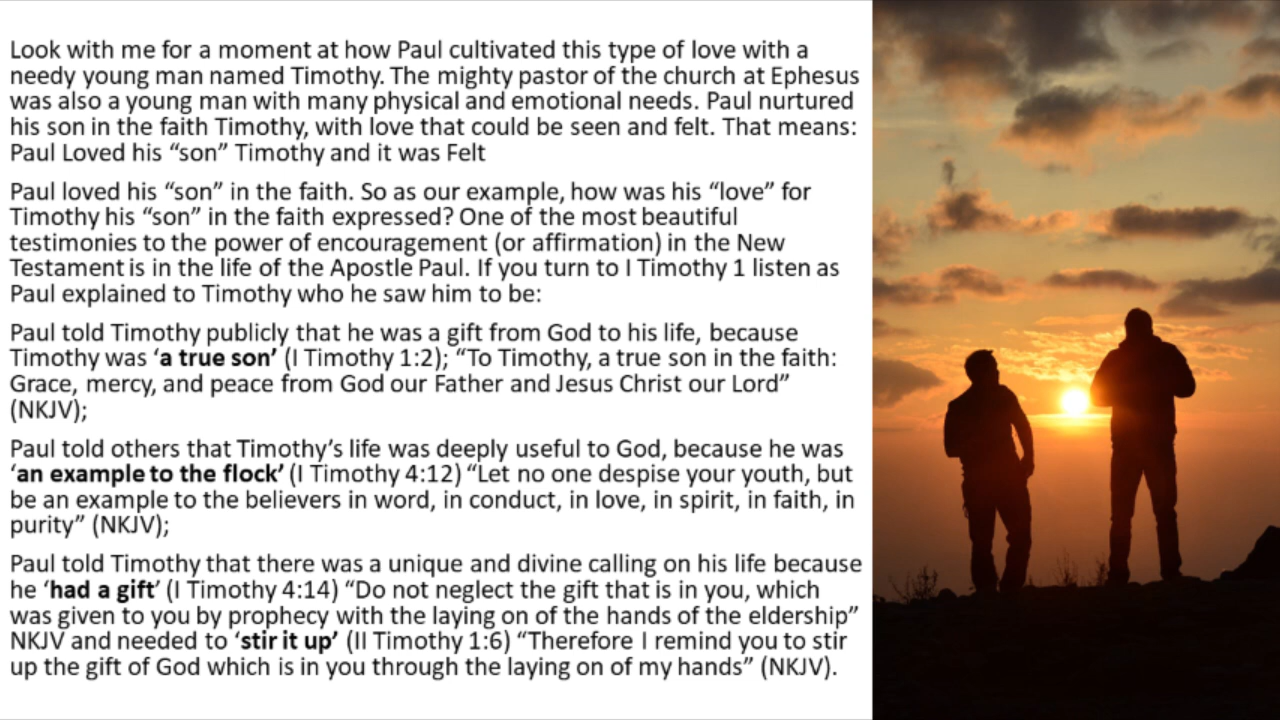 Look with me for a moment at how Paul cultivated this type of love with a
needy young man named Timothy. The mighty pastor of the church at Ephesus
was also a young man with many physical and emotional needs. Paul nurtured
his son in the faith Timothy, with love that could be seen and felt. That means:
Paul Loved his “son” Timothy and it was Felt
Paul loved his “son” in the faith. So as our example, how was his “love” for
Timothy his “son” in the faith expressed? One of the most beautiful
testimonies to the power of encouragement (or affirmation) in the New
Testament is in the life of the Apostle Paul. If you turn to I Timothy 1 listen as
Paul explained to Timothy who he saw him to be:
Paul told Timothy publicly that he was a gift from God to his life, because
Timothy was ‘a true son’ (I Timothy 1:2); “To Timothy, a true son in the faith:
Grace, mercy, and peace from God our Father and Jesus Christ our Lord”
(NKJV);
Paul told others that Timothy’s life was deeply useful to God, because he was
‘an example to the flock’ (I Timothy 4:12) “Let no one despise your youth, but
be an example to the believers in word, in conduct, in love, in spirit, in faith, in
purity” (NKJV);
Paul told Timothy that there was a unique and divine calling on his life because
he ‘had a gift’ (I Timothy 4:14) “Do not neglect the gift that is in you, which
was given to you by prophecy with the laying on of the hands of the eldership”
NKJV and needed to ‘stir it up’ (II Timothy 1:6) “Therefore I remind you to stir
up the gift of God which is in you through the laying on of my hands” (NKJV).